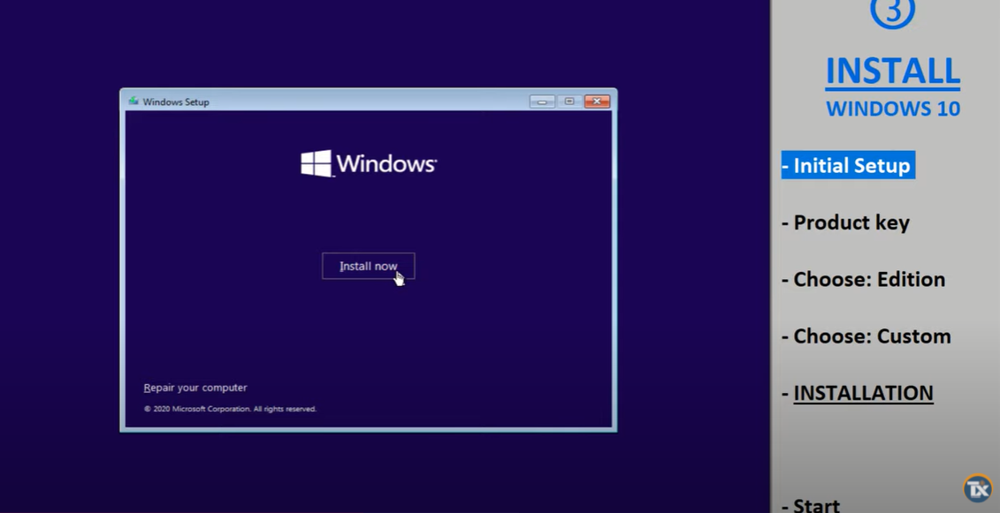 Windows Setup
Windows
Install now
Repair your computer
© 2020 Microsoft Corporation. All rights reserved.
3
INSTALL
WINDOWS 10
- Initial Setup
- Product key
- Choose: Edition
- Choose: Custom
- INSTALLATION
- Start
TX